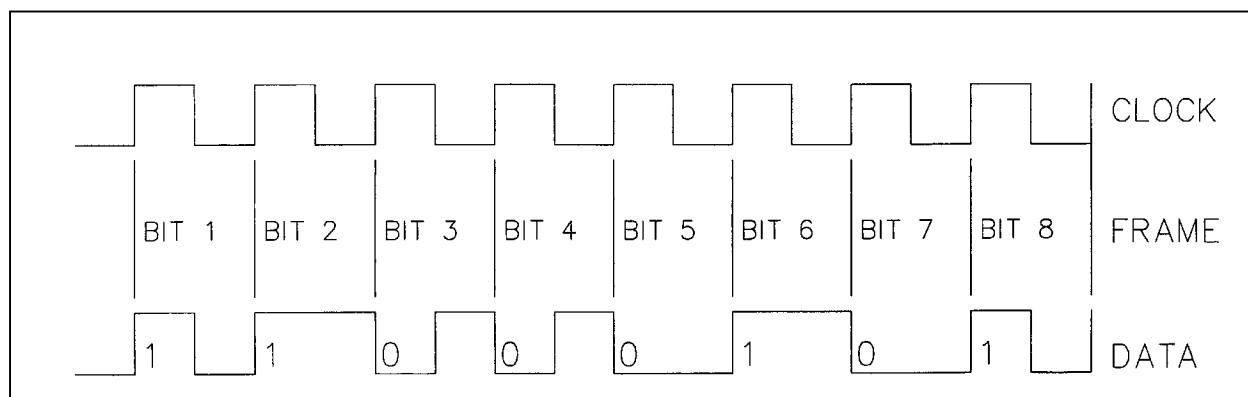 CLOCK
BIT 1 BIT 2 BIT 3 BIT 4 BIT 5 BIT 6 BIT 7 BIT 8 FRAME
1 1 0 0 0 1 0 1 DATA